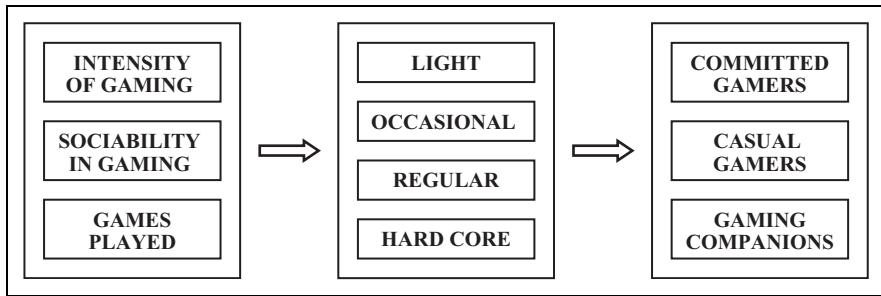 INTENSITY
OF GAMING
SOCIABILITY
IN GAMING
GAMES
PLAYED
LIGHT
OCCASIONAL
REGULAR
HARD CORE
COMMITTED
GAMERS
CASUAL
GAMERS
GAMING
COMPANIONS